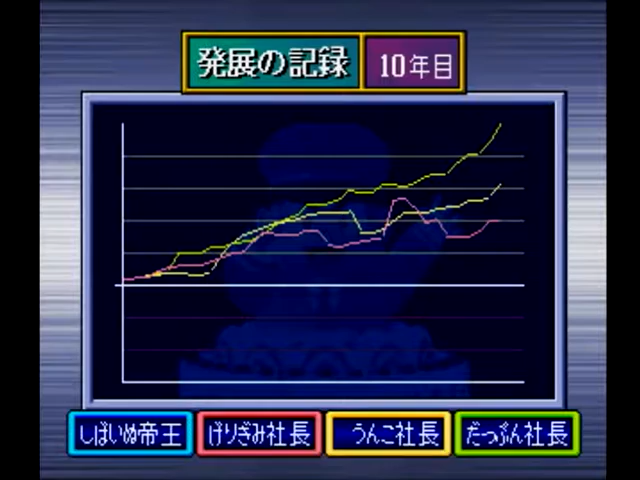 発展の記録
10年目
しばいぬ帝王
げりぎみ社長
うんこ社長
だっぷん社長